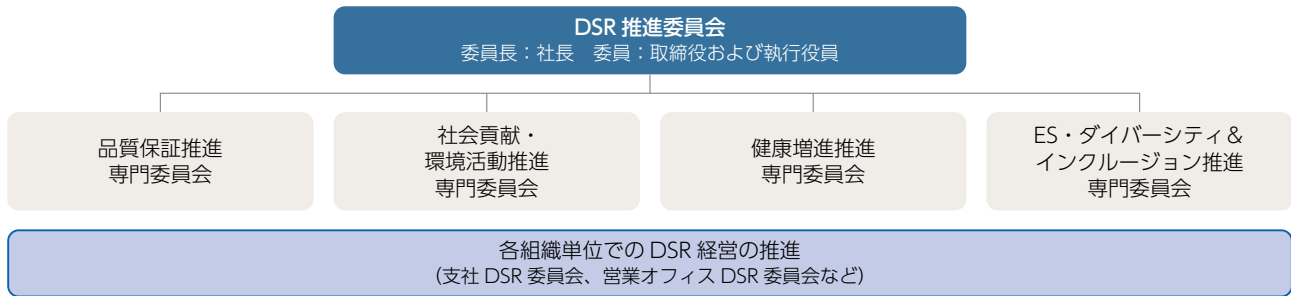 DSR 推進委員会
委員長：社長　委員：取締役および執行役員
品質保証推進
専門委員会
社会貢献・
環境活動推進
専門委員会
健康増進推進
専門委員会
ES・ダイバーシティ＆
インクルージョン推進
専門委員会
各組織単位での DSR 経営の推進
(支社 DSR 委員会、営業オフィス DSR 委員会など)